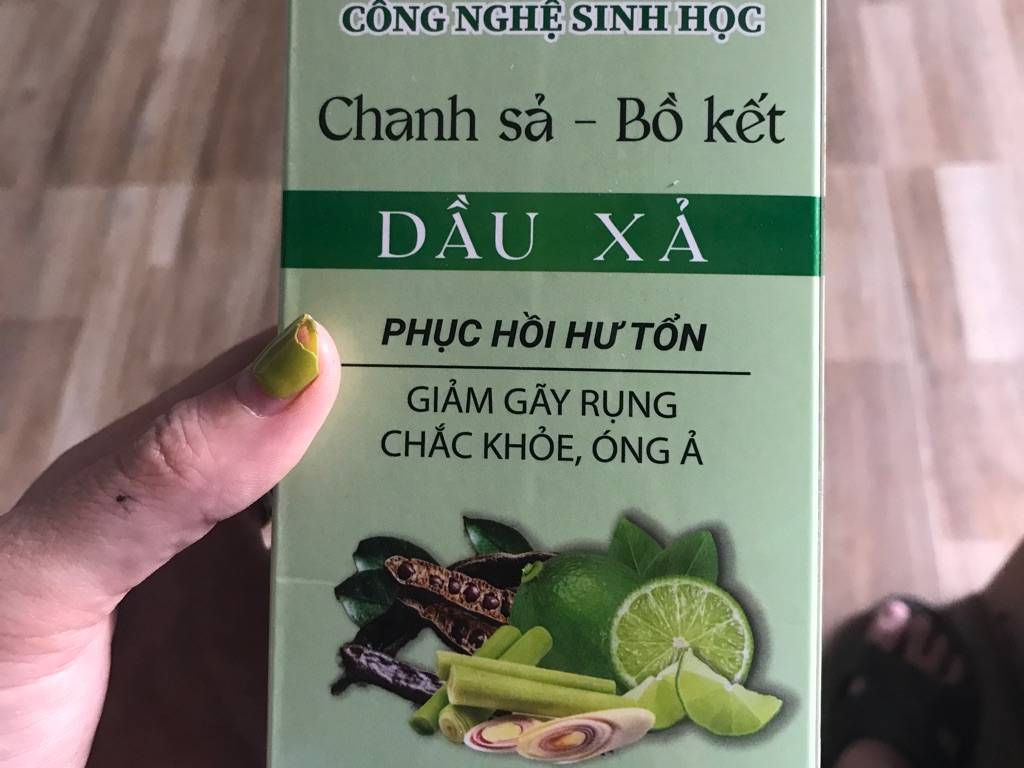 CÔNG NGHỆ SINH HỌC
Chanh sả - Bồ kết
DẦU XẢ
PHỤC HỒI HƯ TỔN
GIẢM GÃY RỤNG
CHẮC KHỎE, ÓNG Ả